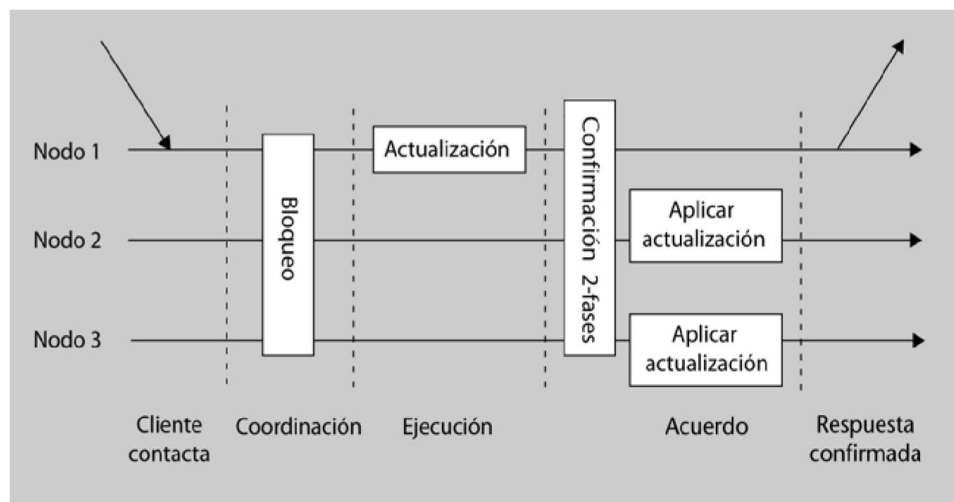 Nodo 1
Actualización
Bloqueo
Confirmación 2-fases
Nodo 2
Aplicar
actualización
Nodo 3
Aplicar
actualización
Cliente
contacta
Coordinación
Ejecución
Acuerdo
Respuesta
confirmada